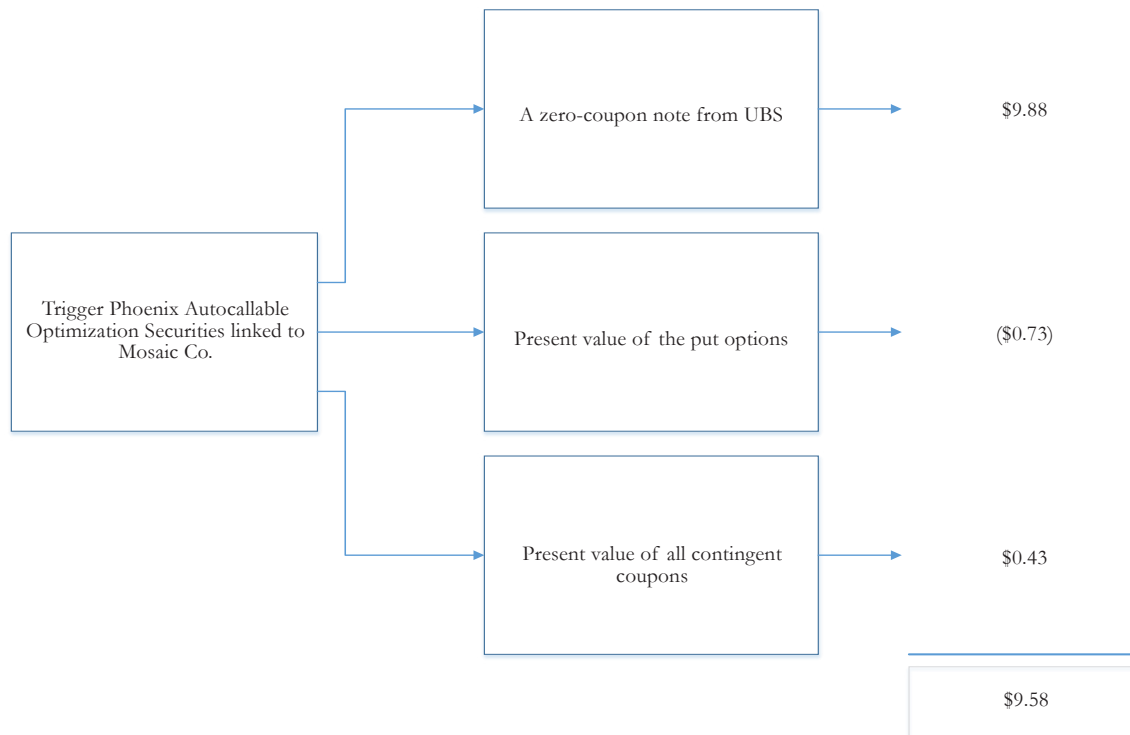 A zero-coupon note from UBS
$9.88
Trigger Phoenix Autocallable
Optimization Securities linked to
Mosaic Co.
Present value of the put options
($0.73)
Present value of all contingent
coupons
$0.43
$9.58